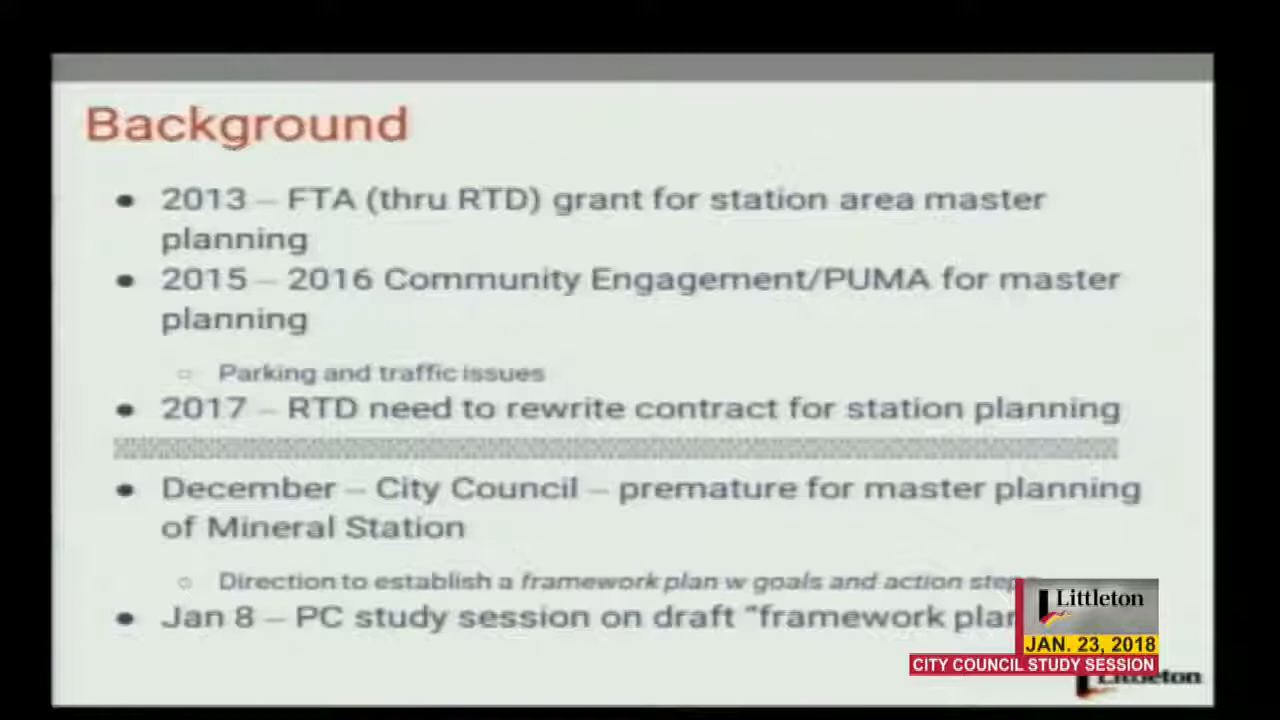 Background
● 2013 – FTA (thru RTD) grant for station area master
planning
● 2015 – 2016 Community Engagement/PUMA for master
planning
○ Parking and traffic issues
● 2017 – RTD need to rewrite contract for station planning
● December – City Council – premature for master planning
of Mineral Station
○ Direction to establish a framework plan w goals and action steps
● Jan 8 – PC study session on draft “framework plan
Littleton
JAN. 23, 2018
CITY COUNCIL STUDY SESSION
Littleton